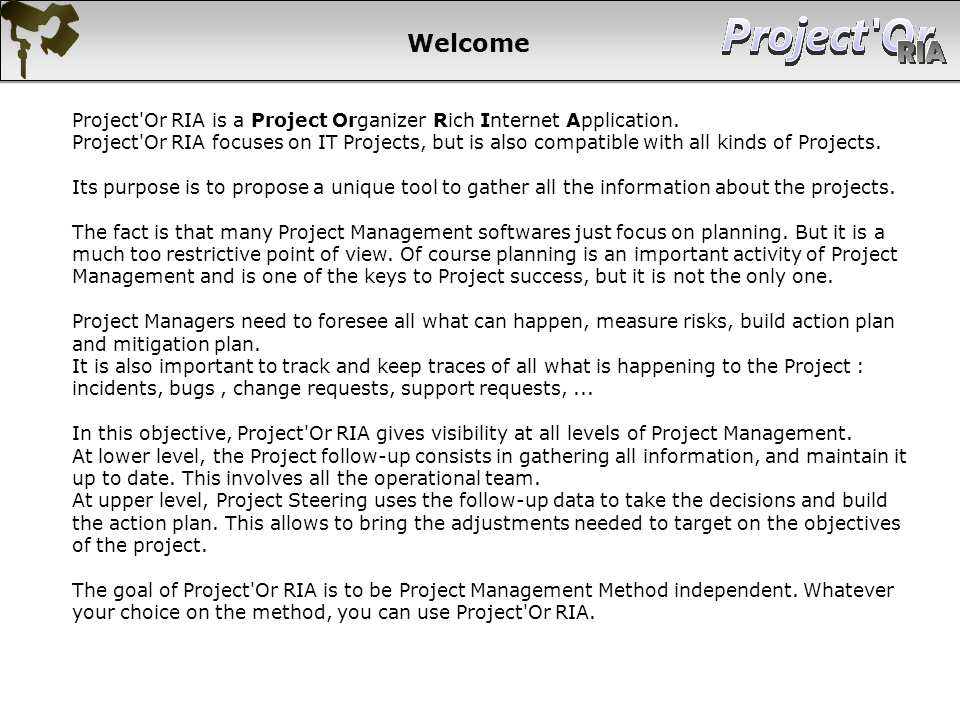 Welcome
Project'Or
RIA
Project'Or RIA is a Project Organizer Rich Internet Application.
Project'Or RIA focuses on IT Projects, but is also compatible with all kinds of Projects.
Its purpose is to propose a unique tool to gather all the information about the projects.
The fact is that many Project Management softwares just focus on planning. But it is a
much too restrictive point of view. Of course planning is an important activity of Project
Management and is one of the keys to Project success, but it is not the only one.
Project Managers need to foresee all what can happen, measure risks, build action plan
and mitigation plan.
It is also important to track and keep traces of all what is happening to the Project :
incidents, bugs , change requests, support requests, ...
In this objective, Project'Or RIA gives visibility at all levels of Project Management.
At lower level, the Project follow-up consists in gathering all information, and maintain it
up to date. This involves all the operational team.
At upper level, Project Steering uses the follow-up data to take the decisions and build
the action plan. This allows to bring the adjustments needed to target on the objectives
of the project.
The goal of Project'Or RIA is to be Project Management Method independent. Whatever
your choice on the method, you can use Project'Or RIA.